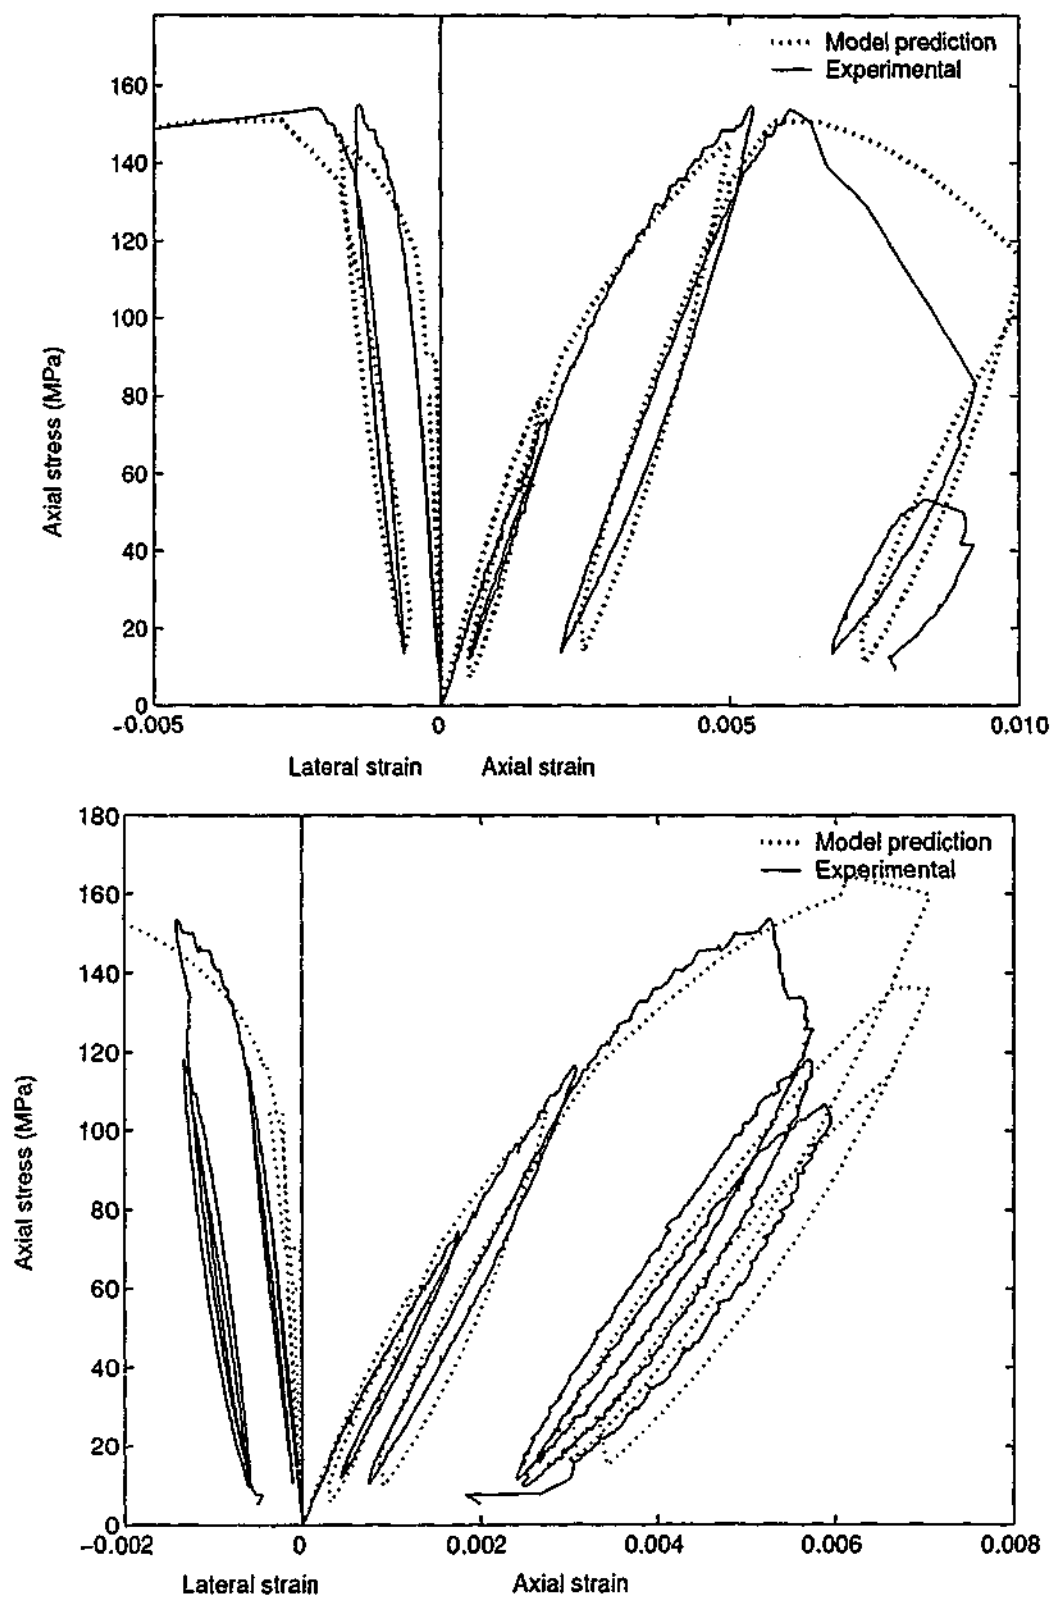 Model prediction
Experimental
160
140
120
100
80
60
40
20
0
Axial stress (MPa)
-0.005 0 0.005 0.010
Lateral strain Axial strain
180
160
140
120
100
80
60
40
20
0
Model prediction
Experimental
Axial stress (MPa)
-0.002 0 0.002 0.004 0.006 0.008
Lateral strain Axial strain